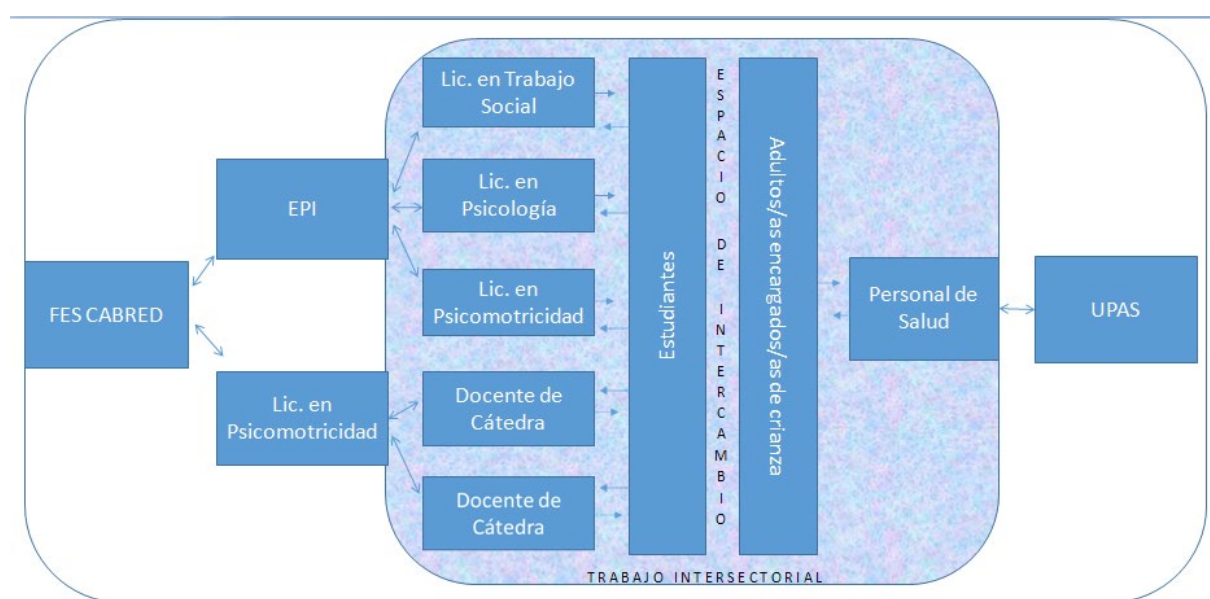 FES CABRED
EPI
Lic. en
Psicomotricidad
Lic. en Trabajo
Social
Lic. en
Psicología
Lic. en
Psicomotricidad
Docente de
Cátedra
Docente de
Cátedra
Estudiantes
ESPACIO DE INTERCAMBIO
Adultos/as encargados/as de crianza
Personal de
Salud
UPAS
TRABAJO INTERSECTORIAL